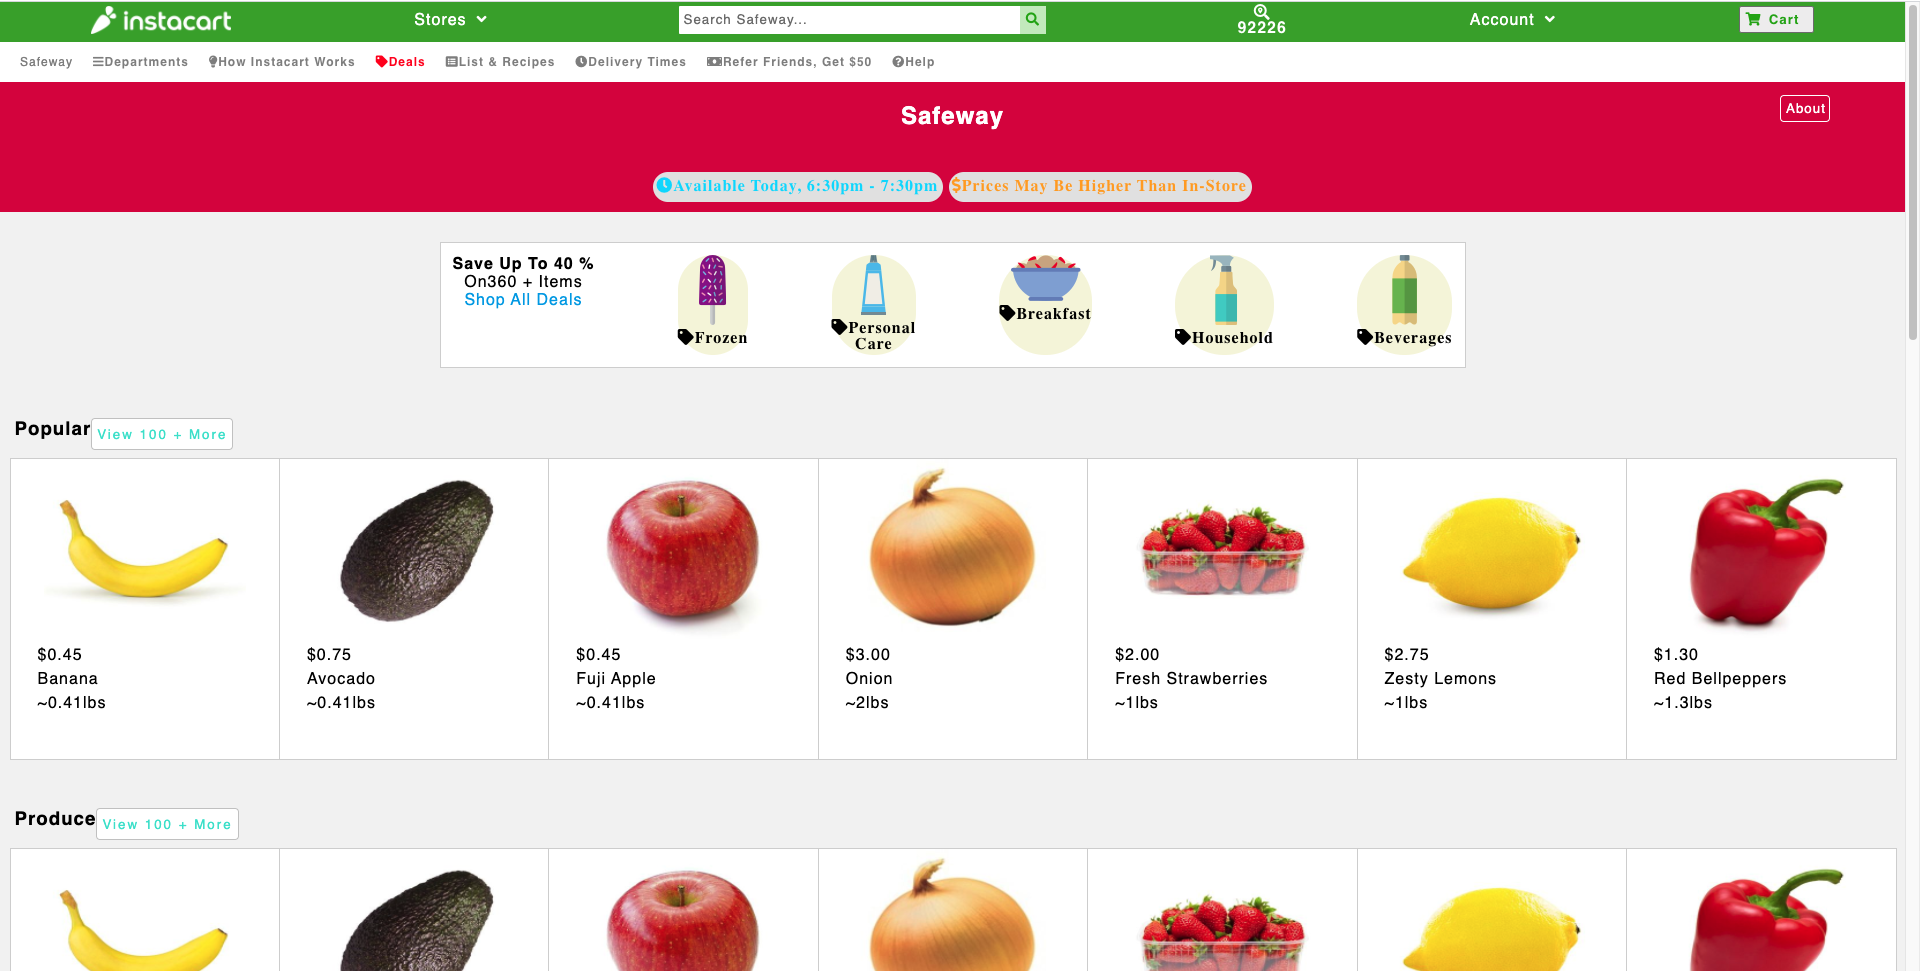 instacart
Stores
Search Safeway...
92226
Account
Cart
Safeway
Departments
How Instacart Works
Deals
List & Recipes
Delivery Times
Refer Friends, Get $50
Help
Safeway
About
Available Today, 6:30pm - 7:30pm
Prices May Be Higher Than In-Store
Save Up To 40 %
On360 + Items
Shop All Deals
Frozen
Personal
Care
Breakfast
Household
Beverages
Popular
View 100 + More
$0.45
Banana
~0.41lbs
$0.75
Avocado
~0.41lbs
$0.45
Fuji Apple
~0.41lbs
$3.00
Onion
~2lbs
$2.00
Fresh Strawberries
~1lbs
$2.75
Zesty Lemons
~1lbs
$1.30
Red Bellpeppers
~1.3lbs
Produce
View 100 + More